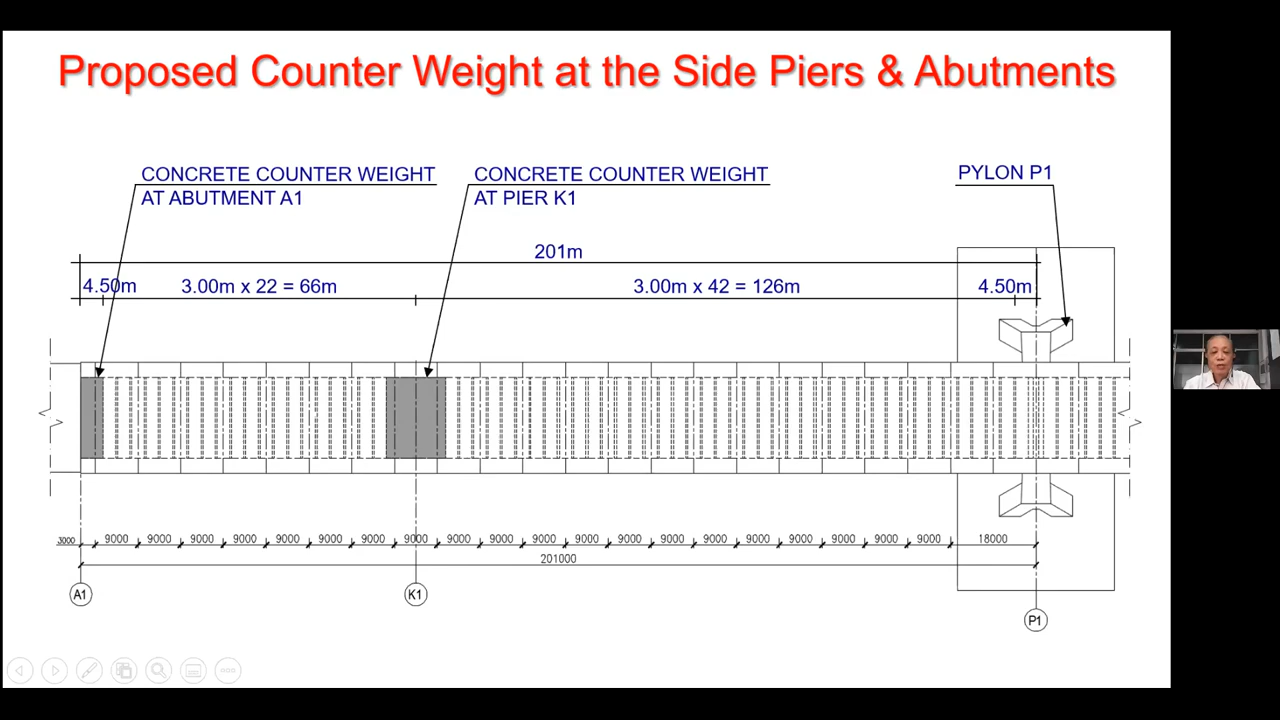 Proposed Counter Weight at the Side Piers & Abutments
CONCRETE COUNTER WEIGHT
AT ABUTMENT A1
CONCRETE COUNTER WEIGHT
AT PIER K1
PYLON P1
201m
4.50m 3.00m x 22 = 66m 3.00m x 42 = 126m 4.50m
3000 9000 9000 9000 9000 9000 9000 9000 9000 9000 9000 9000 9000 9000 9000 9000 9000 9000 9000 9000 9000 18000
201000
A1 K1
P1